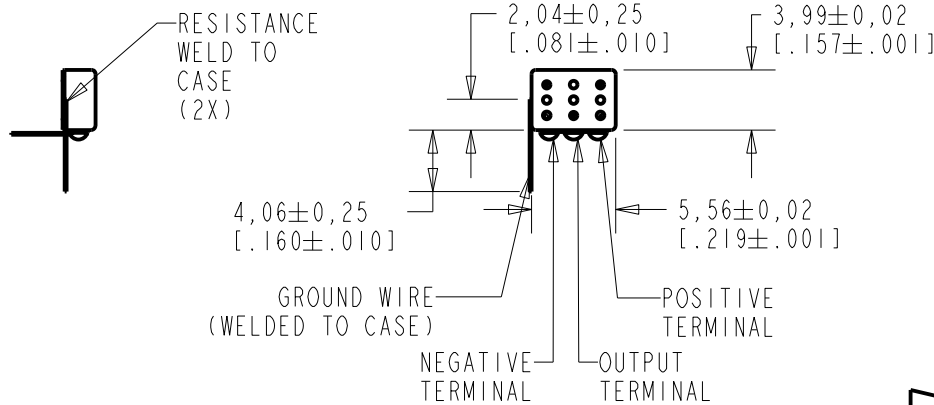 RESISTANCE
WELD TO
CASE
(2X)
2,04±0,25
[.081±.010]
3,99±0,02
[.157±.001]
4,06±0,25
[.160±.010]
5,56±0,02
[.219±.001]
GROUND WIRE
(WELDED TO CASE)
POSITIVE
TERMINAL
NEGATIVE
TERMINAL
OUTPUT
TERMINAL